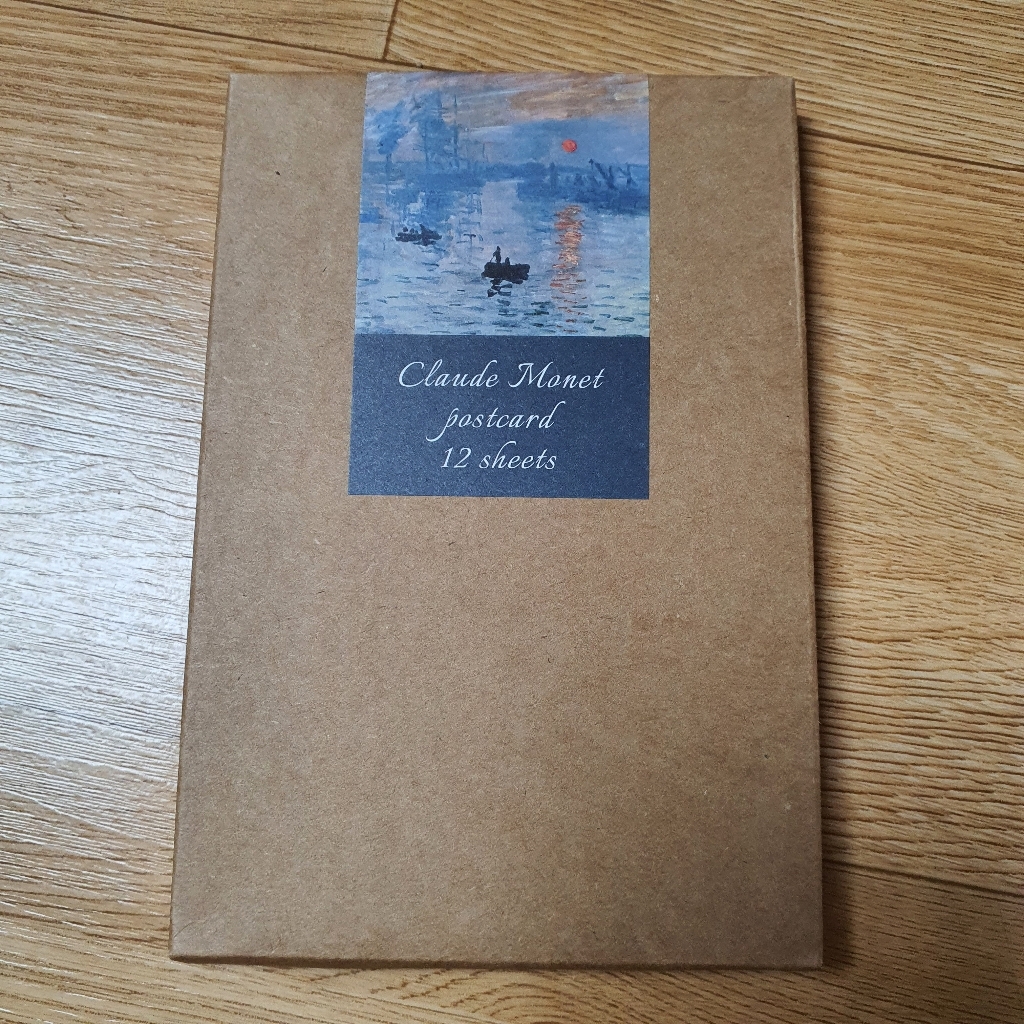 Claude Monet
postcard
12 sheets